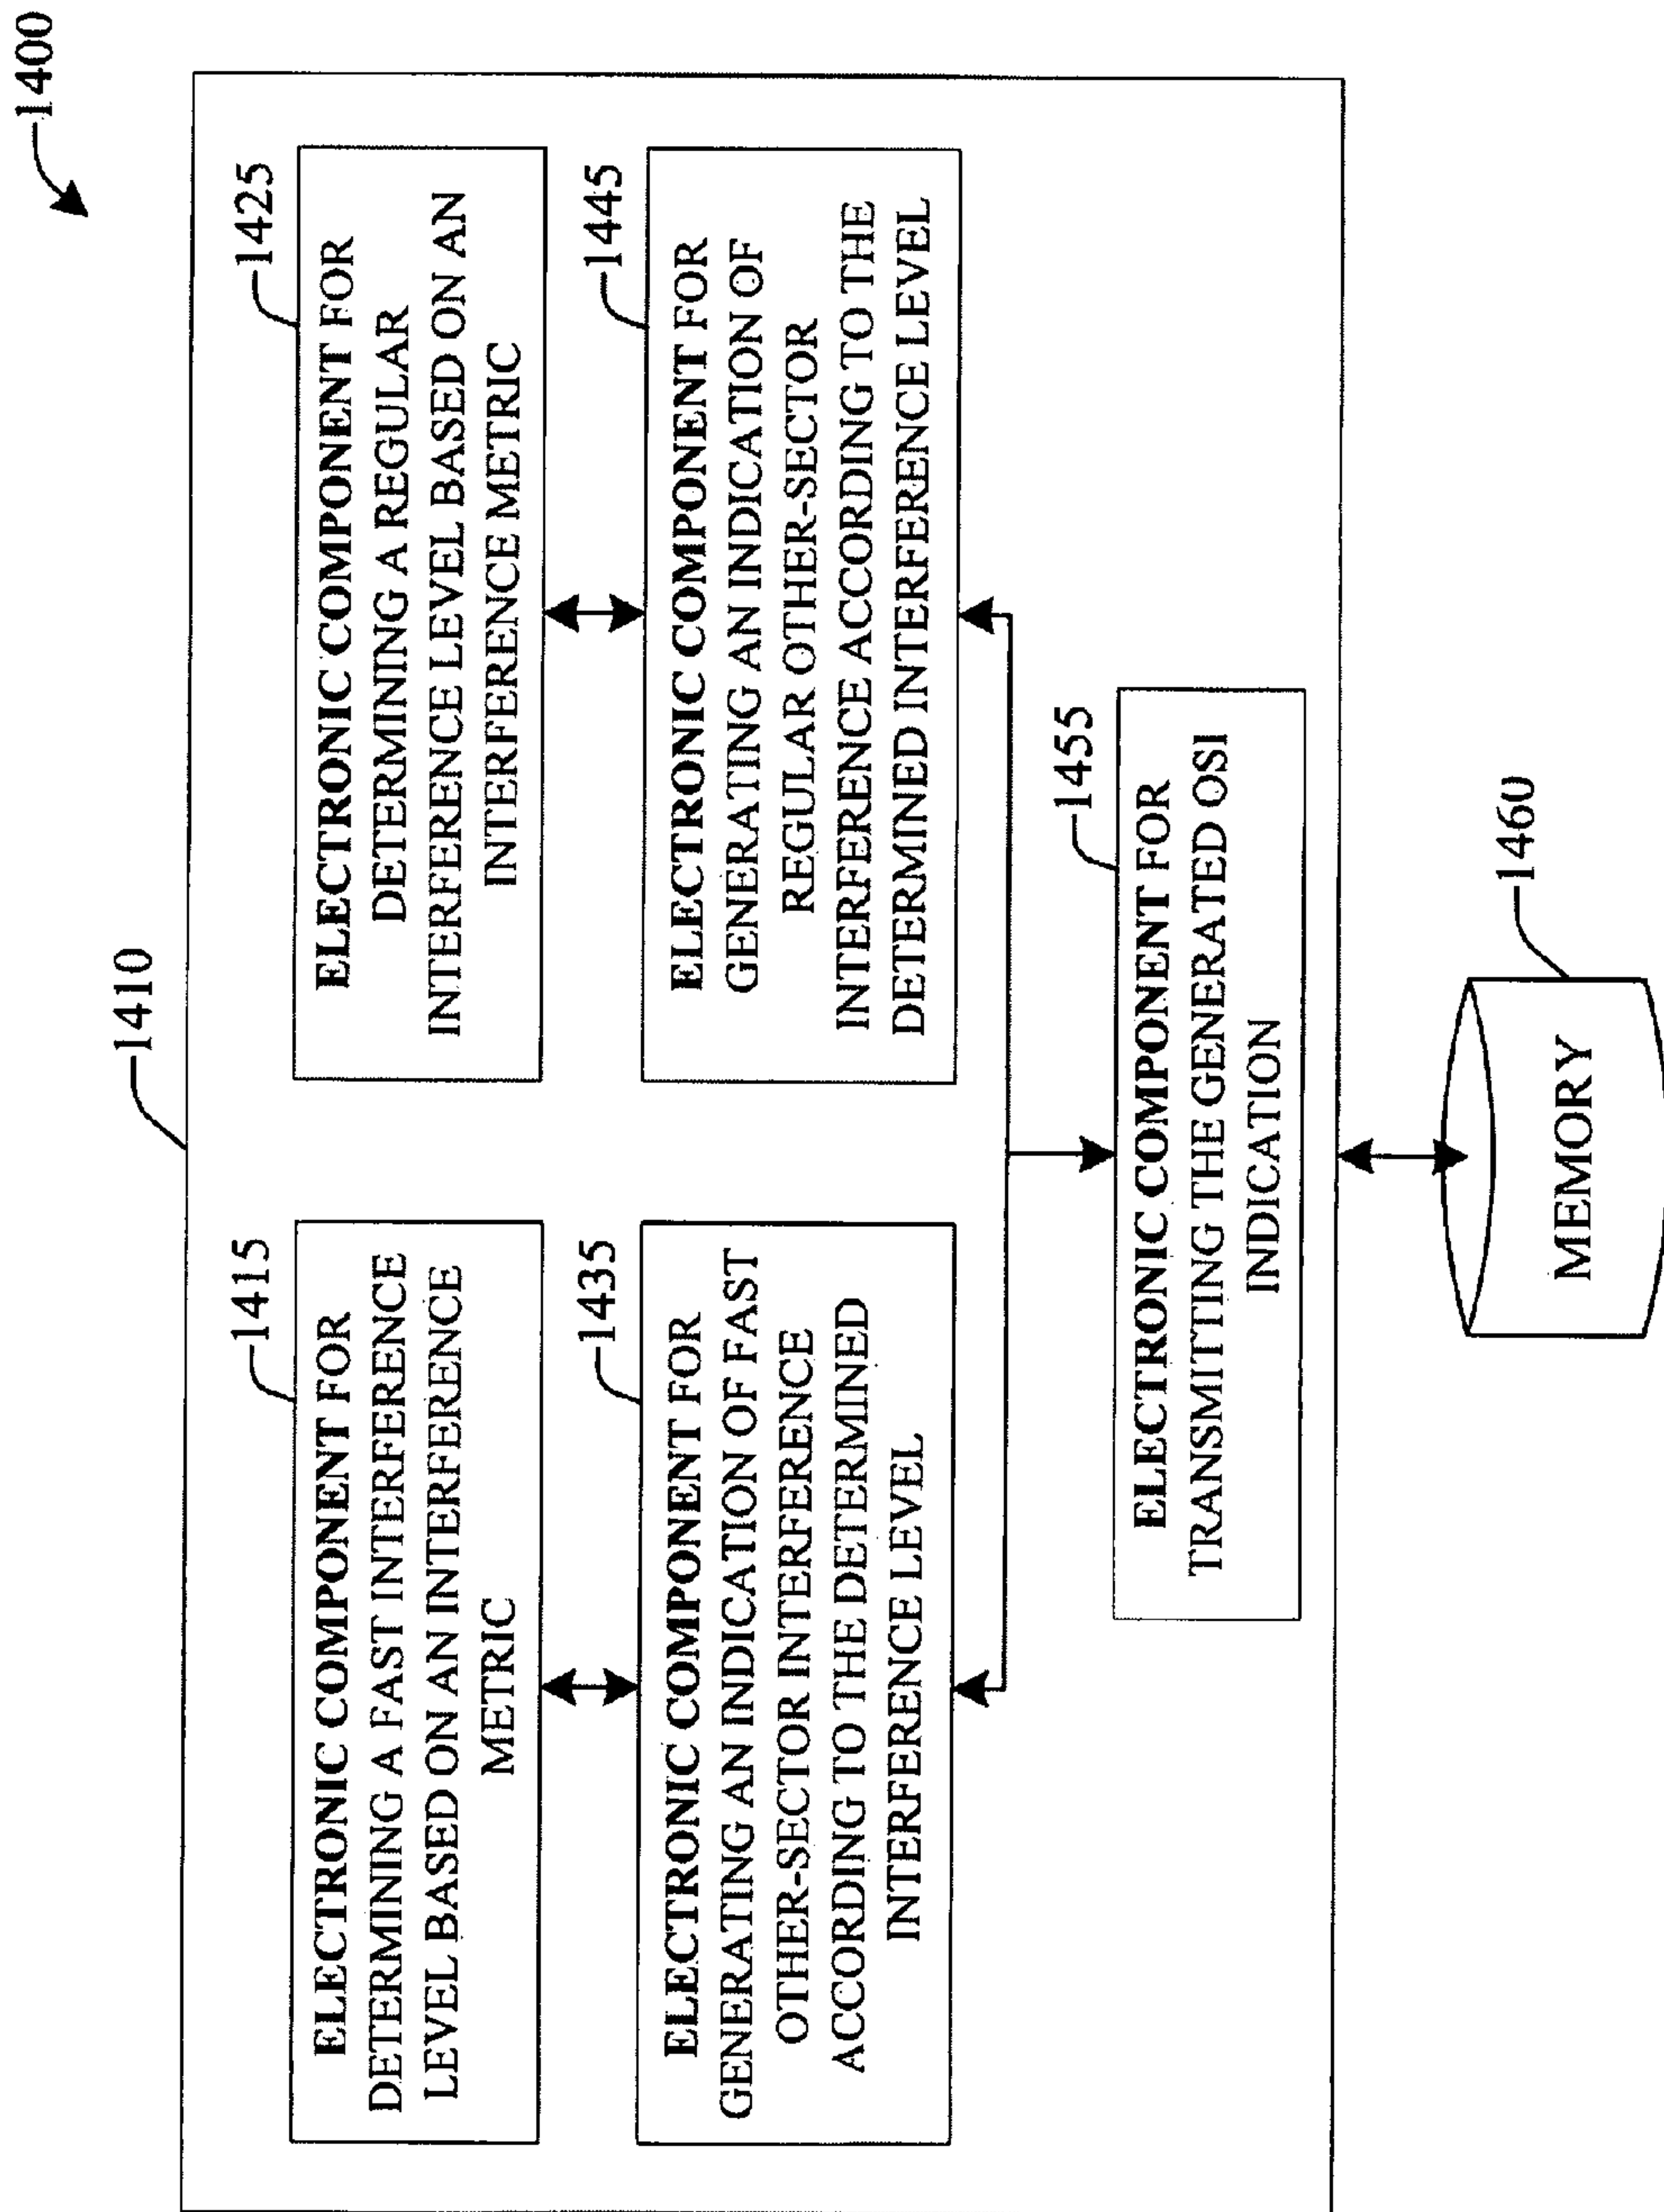 1400
1410
1415
ELECTRONIC COMPONENT FOR
DETERMINING A FAST INTERFERENCE
LEVEL BASED ON AN INTERFERENCE
METRIC
1425
ELECTRONIC COMPONENT FOR
DETERMINING A REGULAR
INTERFERENCE LEVEL BASED ON AN
INTERFERENCE METRIC
1435
ELECTRONIC COMPONENT FOR
GENERATING AN INDICATION OF FAST
OTHER-SECTOR INTERFERENCE
ACCORDING TO THE DETERMINED
INTERFERENCE LEVEL
1445
ELECTRONIC COMPONENT FOR
GENERATING AN INDICATION OF
REGULAR OTHER-SECTOR
INTERFERENCE ACCORDING TO THE
DETERMINED INTERFERENCE LEVEL
1455
ELECTRONIC COMPONENT FOR
TRANSMITTING THE GENERATED OSI
INDICATION
1460
MEMORY